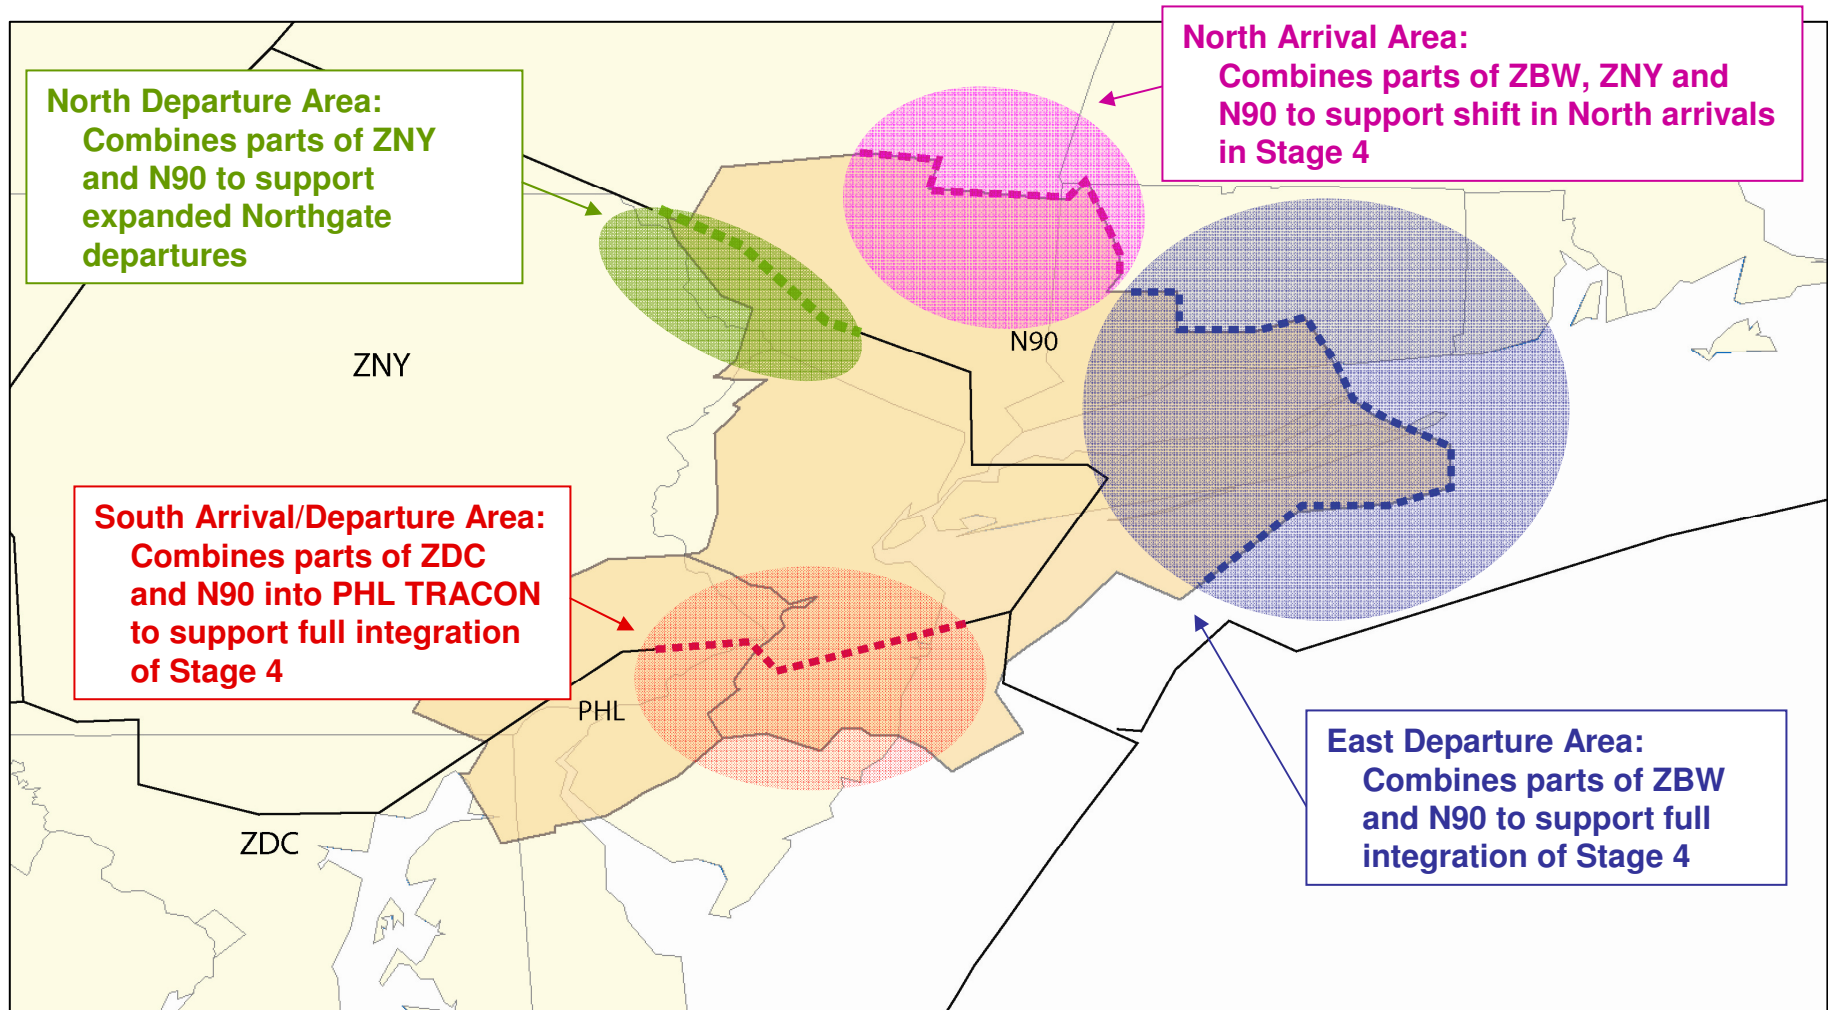 North Arrival Area:
Combines parts of ZBW, ZNY and
N90 to support shift in North arrivals
in Stage 4
North Departure Area:
Combines parts of ZNY
and N90 to support
expanded Northgate
departures
N90
ZNY
South Arrival/Departure Area:
Combines parts of ZDC
and N90 into PHL TRACON
to support full integration
of Stage 4
PHL
East Departure Area:
Combines parts of ZBW
and N90 to support full
integration of Stage 4
ZDC